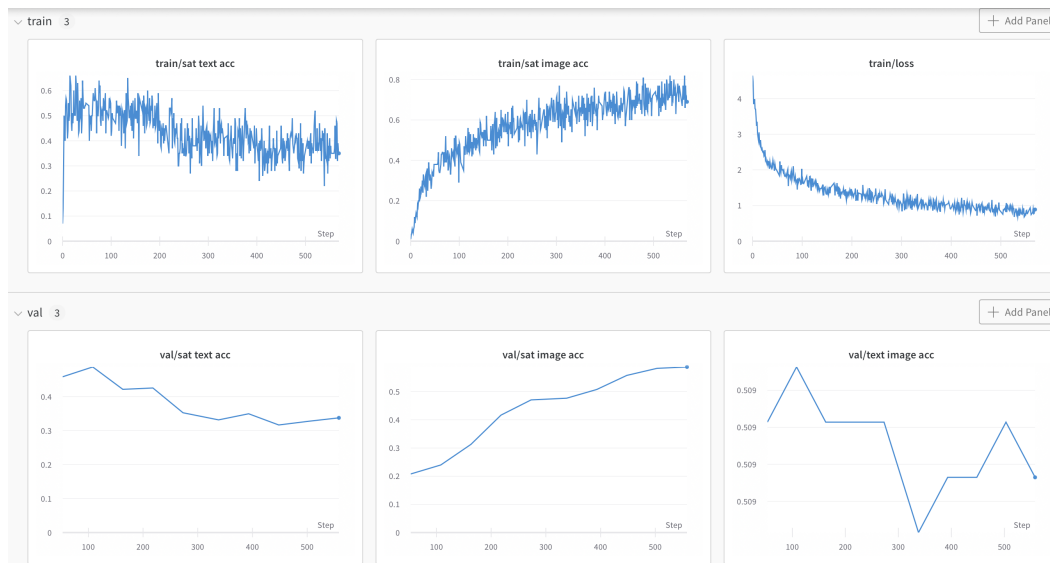 train 3
+ Add Panel
train/sat text acc
0.6
0.5
0.4
0.3
0.2
0.1
0
Step
0 100 200 300 400 500
train/sat image acc
0.8
0.6
0.4
0.2
0
Step
0 100 200 300 400 500
train/loss
4
3
2
1
0
Step
0 100 200 300 400 500
val 3
+ Add Panel
val/sat text acc
0.4
0.3
0.2
0.1
0
Step
100 200 300 400 500
val/sat image acc
0.5
0.4
0.3
0.2
0.1
0
Step
100 200 300 400 500
val/text image acc
0.509
0.509
0.509
0.509
Step
100 200 300 400 500